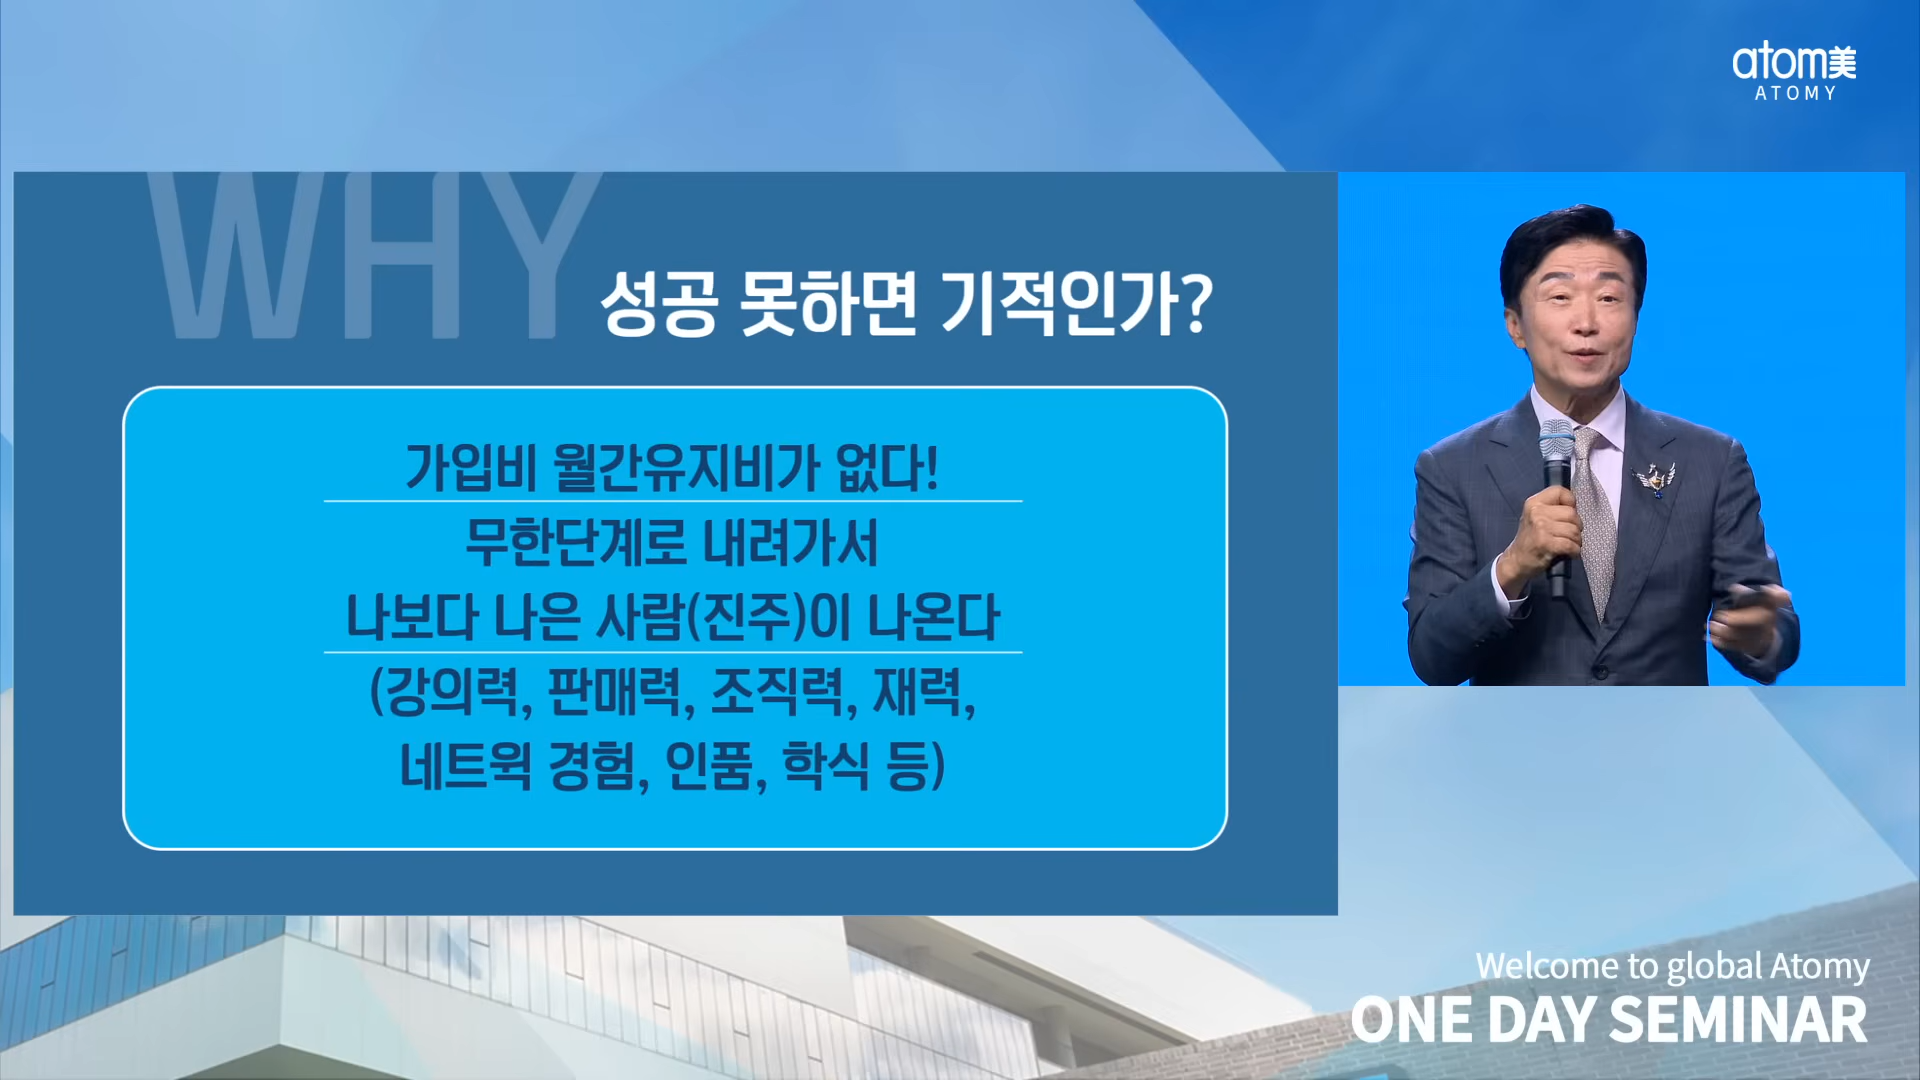 atom美
ATOMY
WHY
성공 못하면 기적인가?
가입비 월간유지비가 없다!
무한단계로 내려가서
나보다 나은 사람(진주)이 나온다
(강의력, 판매력, 조직력, 재력,
네트웍 경험, 인품, 학식 등)
Welcome to global Atomy
ONE DAY SEMINAR